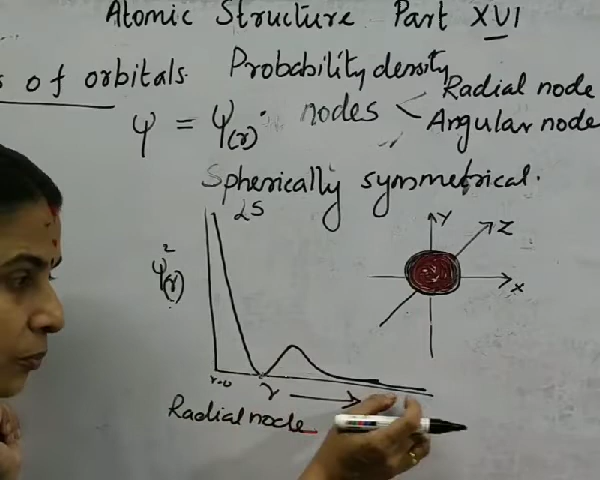 Atomic Structure Part XVI
s of orbitals. Probability density
ψ = ψ(r). nodes < Radial node
Angular node
Spherically symmetrical.
2S
ψ²(r)
Y
Z
X
r=0
r
Radial node